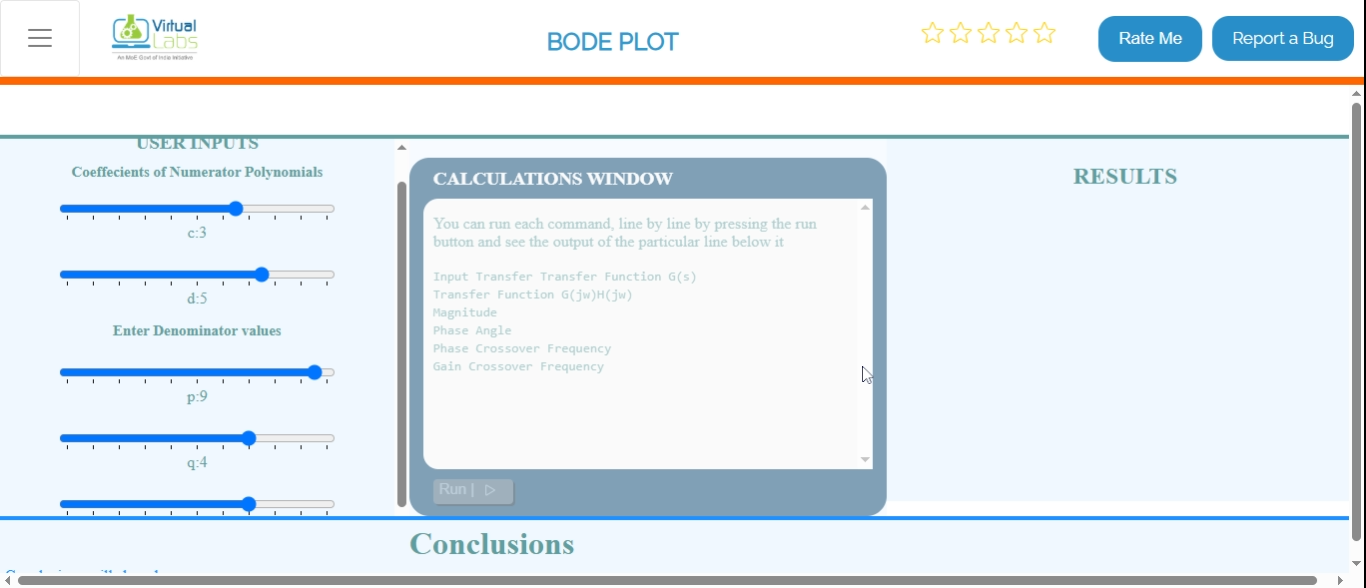 Virtual
Labs
An MoE Govt of India Initiative
BODE PLOT
Rate Me
Report a Bug
USER INPUTS
Coeffecients of Numerator Polynomials
c:3
d:5
Enter Denominator values
p:9
q:4
CALCULATIONS WINDOW
You can run each command, line by line by pressing the run
button and see the output of the particular line below it
Input Transfer Transfer Function G(s)
Transfer Function G(jw)H(jw)
Magnitude
Phase Angle
Phase Crossover Frequency
Gain Crossover Frequency
Run |
RESULTS
Conclusions